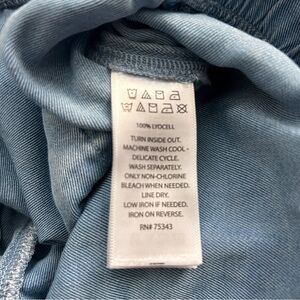 100% LYOCELL
TURN INSIDE OUT.
MACHINE WASH COOL -
DELICATE CYCLE.
WASH SEPARATELY.
ONLY NON-CHLORINE
BLEACH WHEN NEEDED.
LINE DRY.
LOW IRON IF NEEDED.
IRON ON REVERSE.
RN# 75343